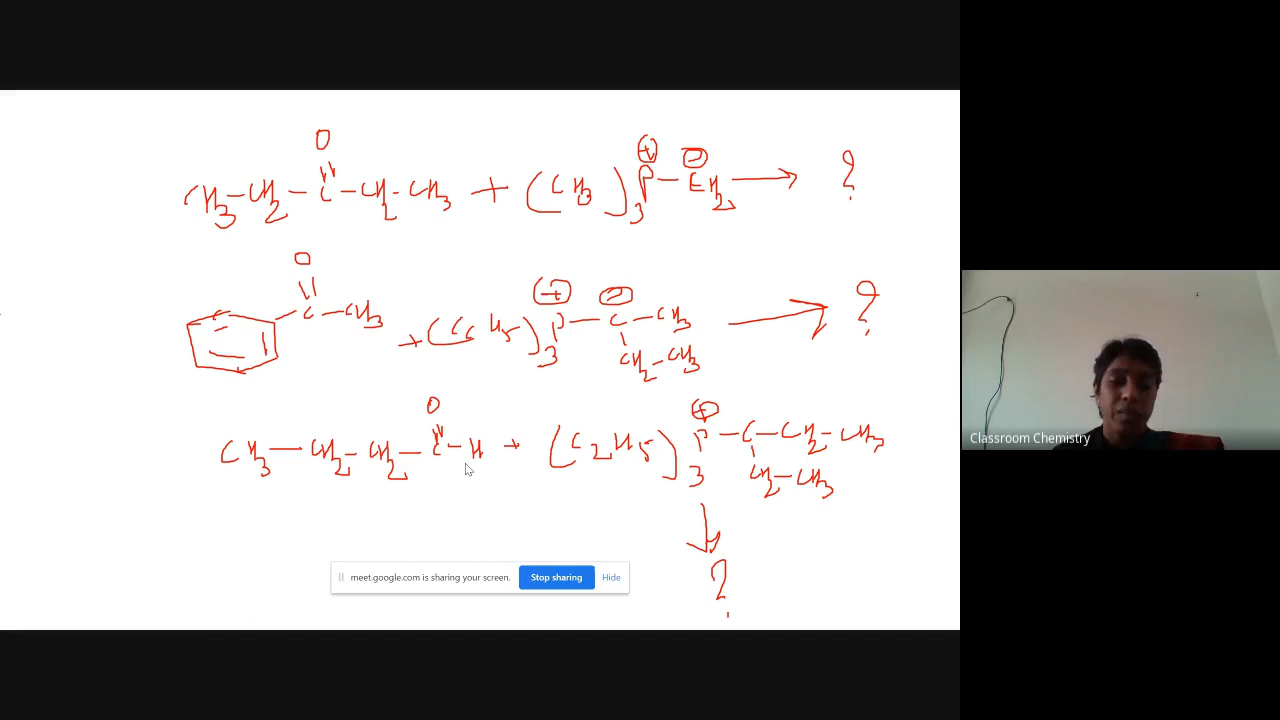 O
CH3-CH2-C-CH2-CH3 + (CH3)3P-CH2 → ?
⊕ ⊖
O
C-CH3 + (C6H5)3P-C-CH3 → ?
⊕ ⊖
CH2-CH3
O
CH3-CH2-CH2-C-H + (C2H5)3P-C-CH2-CH3
⊕
CH2-CH3
↓
?
Classroom Chemistry
meet.google.com is sharing your screen. Stop sharing Hide